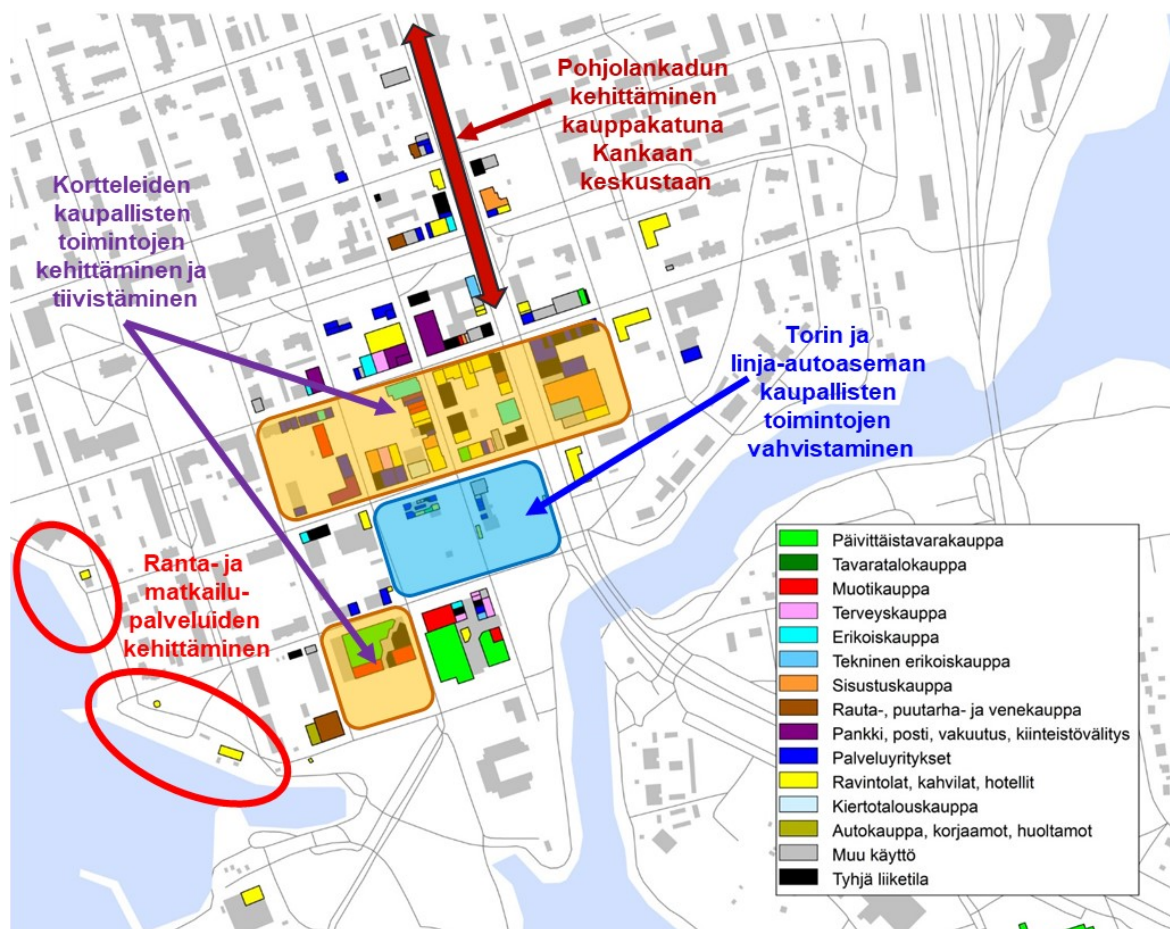 Pohjolankadun
kehittäminen
kauppakatuna
Kankaan
keskustaan
Kortteleiden
kaupallisten
toimintojen
kehittäminen ja
tiivistäminen
Torin ja
linja-autoaseman
kaupallisten
toimintojen
vahvistaminen
Ranta- ja
matkailu-
palveluiden
kehittäminen
Päivittäistavarakauppa
Tavaratalokauppa
Muotikauppa
Terveyskauppa
Erikoiskauppa
Tekninen erikoiskauppa
Sisustuskauppa
Rauta-, puutarha- ja venekauppa
Pankki, posti, vakuutus, kiinteistövälitys
Palveluyritykset
Ravintolat, kahvilat, hotellit
Kiertotalouskauppa
Autokauppa, korjaamot, huoltamot
Muu käyttö
Tyhjä liiketila